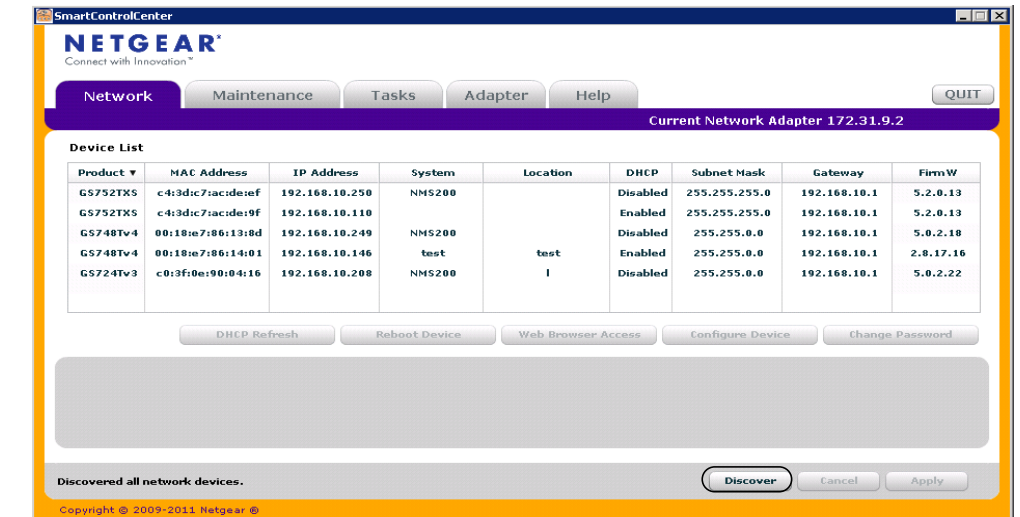 SmartControlCenter
NETGEAR®
Connect with Innovation™
Network Maintenance Tasks Adapter Help QUIT
Current Network Adapter 172.31.9.2
Device List
Product ▼ MAC Address IP Address System Location DHCP Subnet Mask Gateway FirmW
GS752TXS c4:3d:c7:ac:de:ef 192.168.10.250 NMS200 Disabled 255.255.255.0 192.168.10.1 5.2.0.13
GS752TXS c4:3d:c7:ac:de:9f 192.168.10.110 Enabled 255.255.255.0 192.168.10.1 5.2.0.13
GS748Tv4 00:18:e7:86:13:8d 192.168.10.249 NMS200 Disabled 255.255.0.0 192.168.10.1 5.0.2.18
GS748Tv4 00:18:e7:86:14:01 192.168.10.146 test test Enabled 255.255.0.0 192.168.10.1 2.8.17.16
GS724Tv3 c0:3f:0e:90:04:16 192.168.10.208 NMS200 l Disabled 255.255.0.0 192.168.10.1 5.0.2.22
DHCP Refresh Reboot Device Web Browser Access Configure Device Change Password
Discovered all network devices. Discover Cancel Apply
Copyright © 2009-2011 Netgear ®